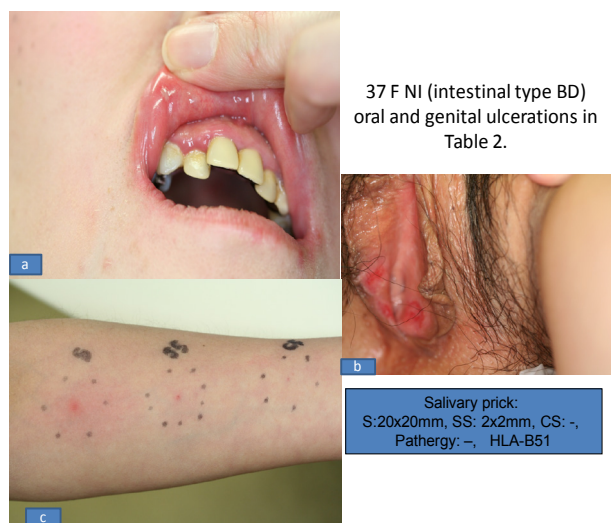 37 F NI (intestinal type BD)
oral and genital ulcerations in
Table 2.
a
b
Salivary prick:
S:20x20mm, SS: 2x2mm, CS: -,
Pathergy: –, HLA-B51
S SS
c